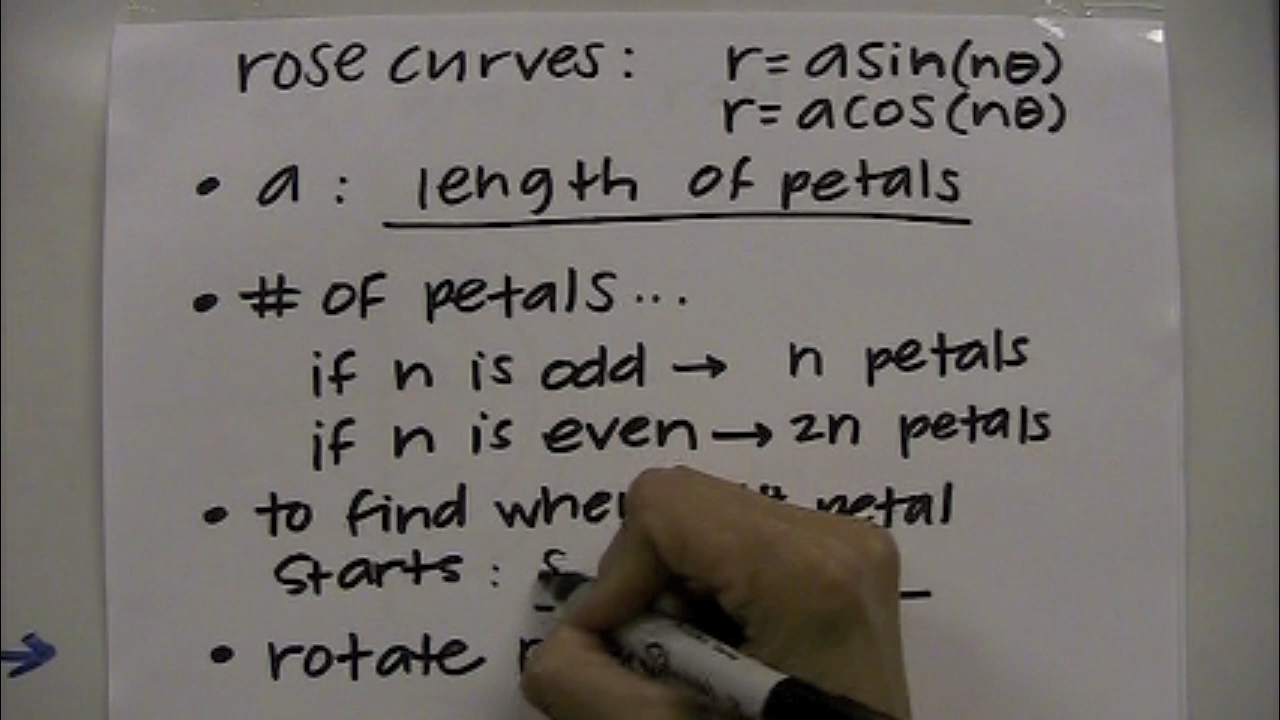 rose curves: r=asin(nθ)
r=acos(nθ)
• a: length of petals
• # of petals...
if n is odd → n petals
if n is even → 2n petals
• to find petal
starts:
• rotate